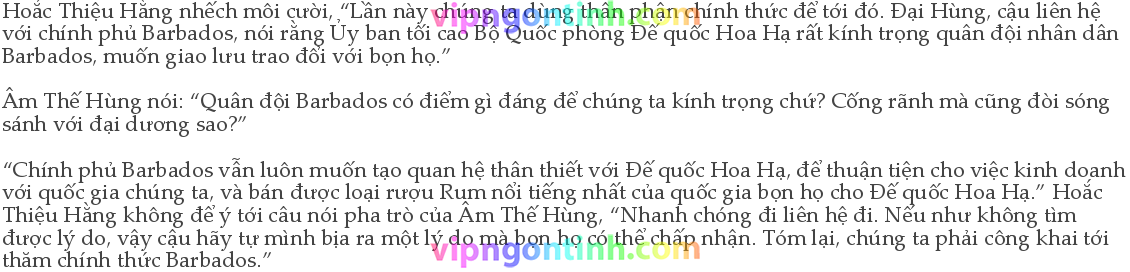 Hoắc Thiệu Hằng nhếch môi cười, “Lần này chúng ta dùng thân phận chính thức để tới đó. Đại Hùng, cậu liên hệ
với chính phủ Barbados, nói rằng Ủy ban tối cao Bộ Quốc phòng Đế quốc Hoa Hạ rất kính trọng quân đội nhân dân
Barbados, muốn giao lưu trao đổi với bọn họ.”
Âm Thế Hùng nói: “Quân đội Barbados có điểm gì đáng để chúng ta kính trọng chứ? Cống rãnh mà cũng đòi sóng
sánh với đại dương sao?”
“Chính phủ Barbados vẫn luôn muốn tạo quan hệ thân thiết với Đế quốc Hoa Hạ, để thuận tiện cho việc kinh doanh
với quốc gia chúng ta, và bán được loại rượu Rum nổi tiếng nhất của quốc gia bọn họ cho Đế quốc Hoa Hạ.” Hoắc
Thiệu Hằng không để ý tới câu nói pha trò của Âm Thế Hùng, “Nhanh chóng đi liên hệ đi. Nếu như không tìm
được lý do, vậy cậu hãy tự mình bịa ra một lý do mà bọn họ có thể chấp nhận. Tóm lại, chúng ta phải công khai tới
thăm chính thức Barbados.”
vipngontinh.com
vipngontinh.com